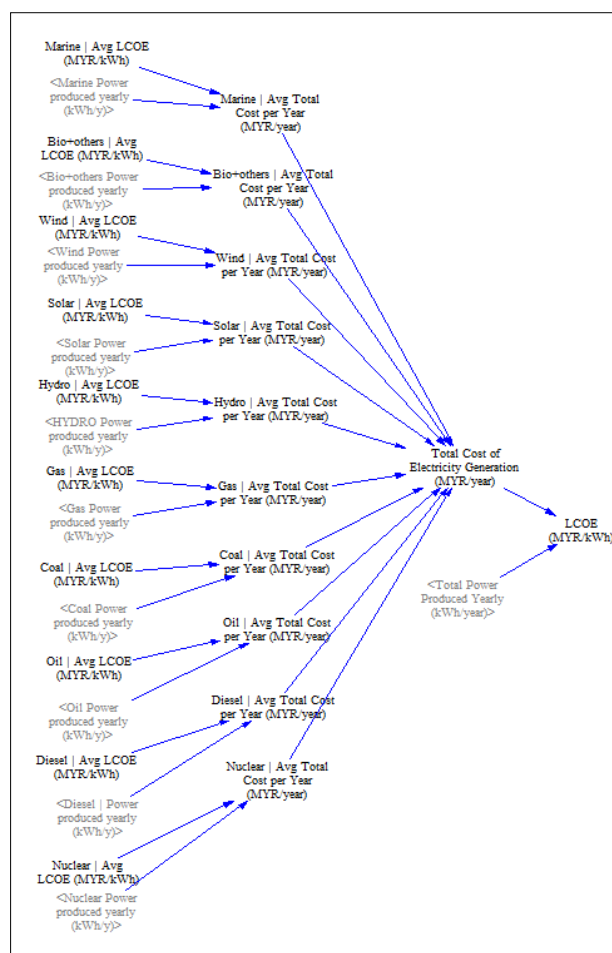 Marine | Avg LCOE
(MYR/kWh)
<Marine Power
produced yearly
(kWh/y)>
Marine | Avg Total
Cost per Year
(MYR/year)
Bio+others | Avg
LCOE (MYR/kWh)
<Bio+others Power
produced yearly
(kWh/y)>
Bio+others | Avg Total
Cost per Year
(MYR/year)
Wind | Avg LCOE
(MYR/kWh)
<Wind Power
produced yearly
(kWh/y)>
Wind | Avg Total Cost
per Year (MYR/year)
Solar | Avg LCOE
(MYR/kWh)
<Solar Power
produced yearly
(kWh/y)>
Solar | Avg Total Cost
per Year (MYR/year)
Hydro | Avg LCOE
(MYR/kWh)
<HYDRO Power
produced yearly
(kWh/y)>
Hydro | Avg Total Cost
per Year (MYR/year)
Gas | Avg LCOE
(MYR/kWh)
<Gas Power
produced yearly
(kWh/y)>
Gas | Avg Total Cost
per Year (MYR/year)
Coal | Avg LCOE
(MYR/kWh)
<Coal Power
produced yearly
(kWh/y)>
Coal | Avg Total Cost
per Year (MYR/year)
Oil | Avg LCOE
(MYR/kWh)
<Oil Power
produced yearly
(kWh/y)>
Oil | Avg Total Cost
per Year (MYR/year)
Diesel | Avg LCOE
(MYR/kWh)
<Diesel | Power
produced yearly
(kWh/y)>
Diesel | Avg Total Cost
per Year (MYR/year)
Nuclear | Avg
LCOE (MYR/kWh)
<Nuclear Power
produced yearly
(kWh/y)>
Nuclear | Avg Total
Cost per Year
(MYR/year)
Total Cost of
Electricity Generation
(MYR/year)
<Total Power
Produced Yearly
(kWh/year)>
LCOE
(MYR/kWh)